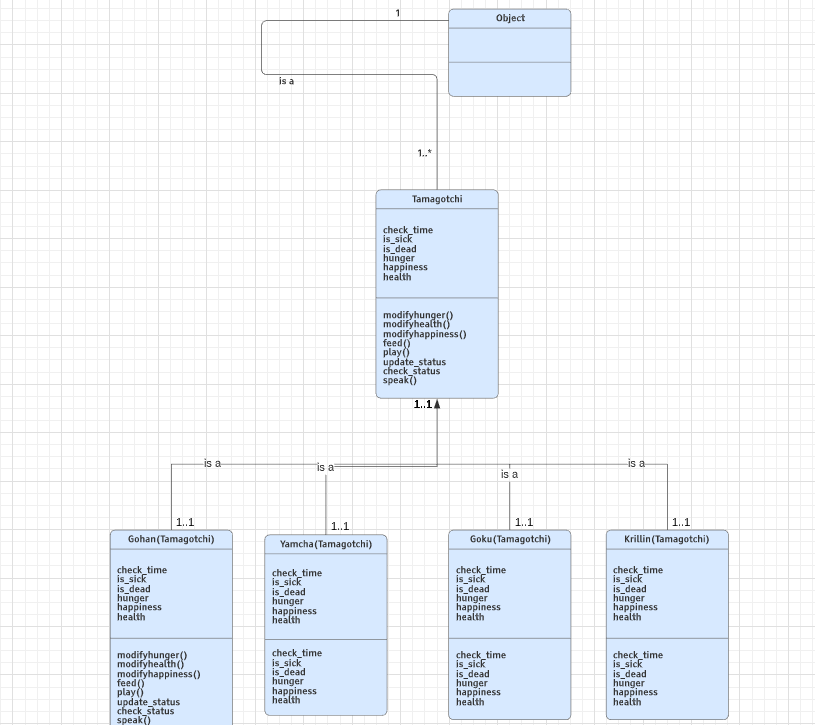 1
Object
is a
1..*
Tamagotchi
check_time
is_sick
is_dead
hunger
happiness
health
modifyhunger()
modifyhealth()
modifyhappiness()
feed()
play()
update_status
check_status
speak()
1..1
is a
is a
is a
is a
1..1
1..1
1..1
1..1
Gohan(Tamagotchi)
check_time
is_sick
is_dead
hunger
happiness
health
modifyhunger()
modifyhealth()
modifyhappiness()
feed()
play()
update_status
check_status
speak()
Yamcha(Tamagotchi)
check_time
is_sick
is_dead
hunger
happiness
health
check_time
is_sick
is_dead
hunger
happiness
health
Goku(Tamagotchi)
check_time
is_sick
is_dead
hunger
happiness
health
check_time
is_sick
is_dead
hunger
happiness
health
Krillin(Tamagotchi)
check_time
is_sick
is_dead
hunger
happiness
health
check_time
is_sick
is_dead
hunger
happiness
health